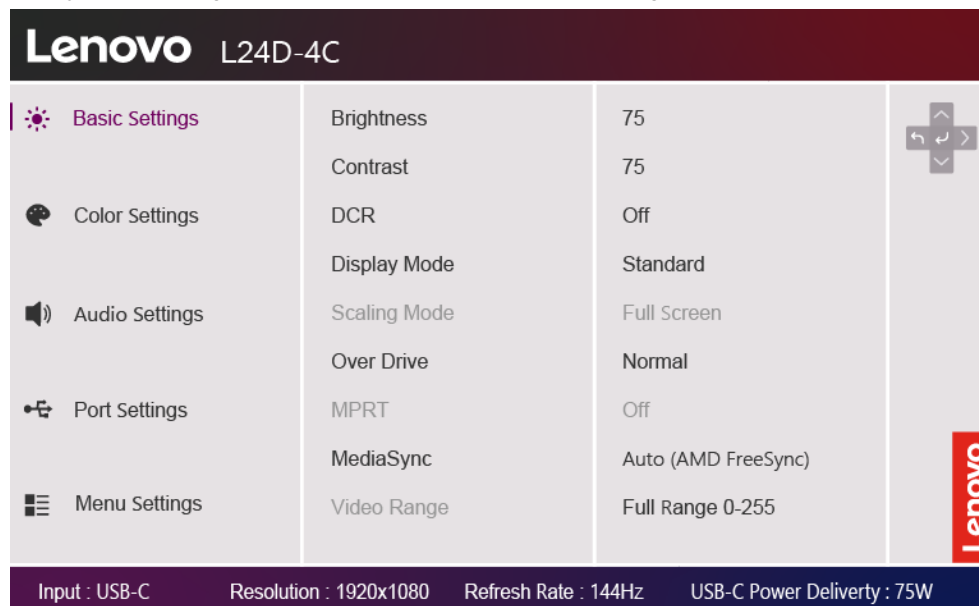 Lenovo L24D-4C
Basic Settings
Color Settings
Audio Settings
Port Settings
Menu Settings
Brightness 75
Contrast 75
DCR Off
Display Mode Standard
Scaling Mode Full Screen
Over Drive Normal
MPRT Off
MediaSync Auto (AMD FreeSync)
Video Range Full Range 0-255
Lenovo
Input : USB-C Resolution : 1920x1080 Refresh Rate : 144Hz USB-C Power Deliverty : 75W